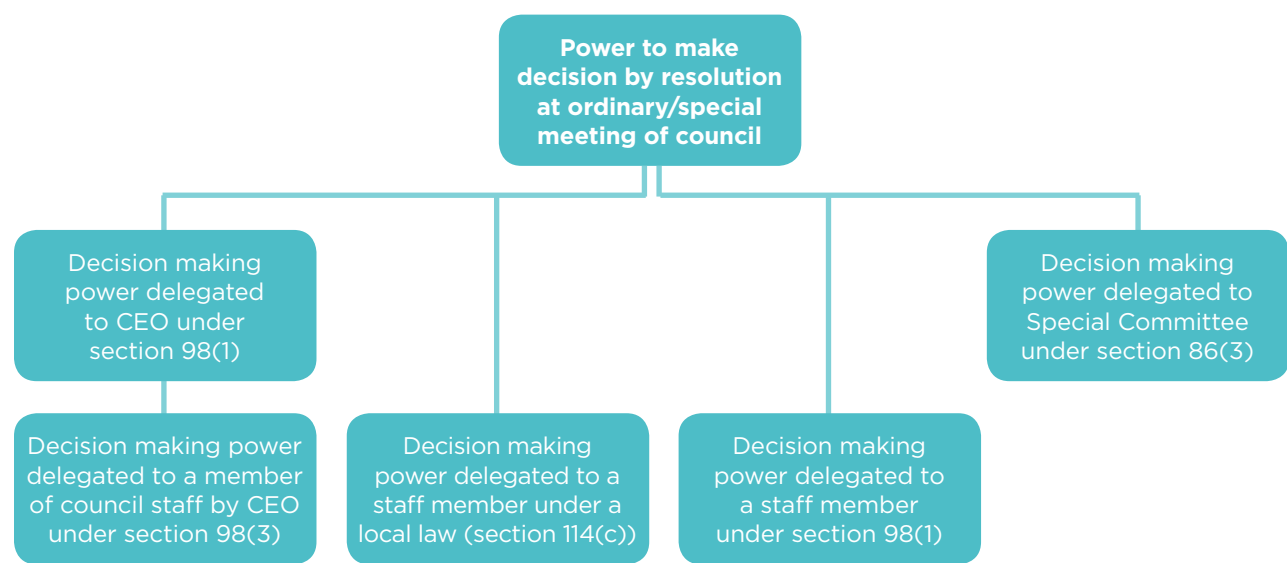 Power to make
decision by resolution
at ordinary/special
meeting of council
Decision making
power delegated
to CEO under
section 98(1)
Decision making
power delegated to
Special Committee
under section 86(3)
Decision making power
delegated to a member
of council staff by CEO
under section 98(3)
Decision making
power delegated to a
staff member under a
local law (section 114(c))
Decision making
power delegated to
a staff member
under section 98(1)